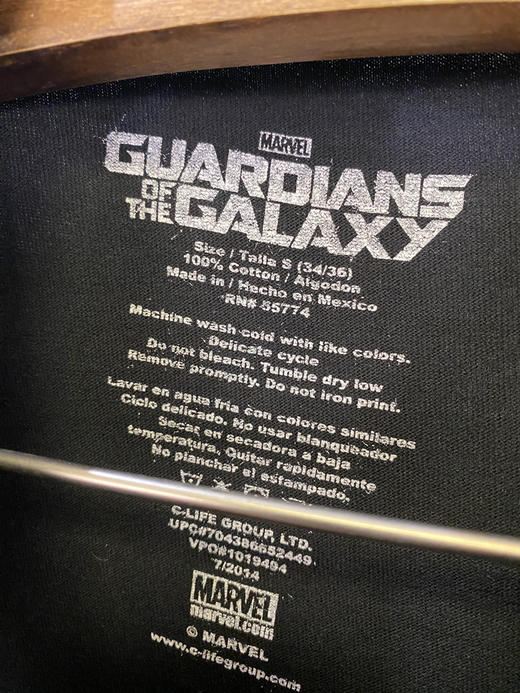 MARVEL
GUARDIANS
OF THE GALAXY
Size / Talla S (34/36)
100% Cotton / Algodon
Made in / Hecho en Mexico
RN# 55774
Machine wash cold with like colors.
Delicate cycle
Do not bleach. Tumble dry low
Remove promptly. Do not iron print.
Lavar en agua fria con colores similares
Ciclo delicado. No usar blanqueador
Secar en secadora a baja
temperatura. Quitar rapidamente
No planchar el estampado.
C-LIFE GROUP, LTD.
UPC#704386652449
VPO#1019494
7/2014
MARVEL
marvel.com
© MARVEL
www.c-lifegroup.com